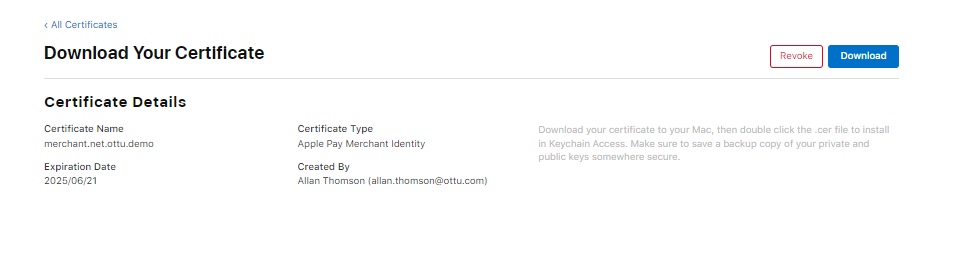 ‹ All Certificates
Download Your Certificate
Revoke
Download
Certificate Details
Certificate Name
merchant.net.ottu.demo
Certificate Type
Apple Pay Merchant Identity
Download your certificate to your Mac, then double click the .cer file to install
in Keychain Access. Make sure to save a backup copy of your private and
public keys somewhere secure.
Expiration Date
2025/06/21
Created By
Allan Thomson (allan.thomson@ottu.com)